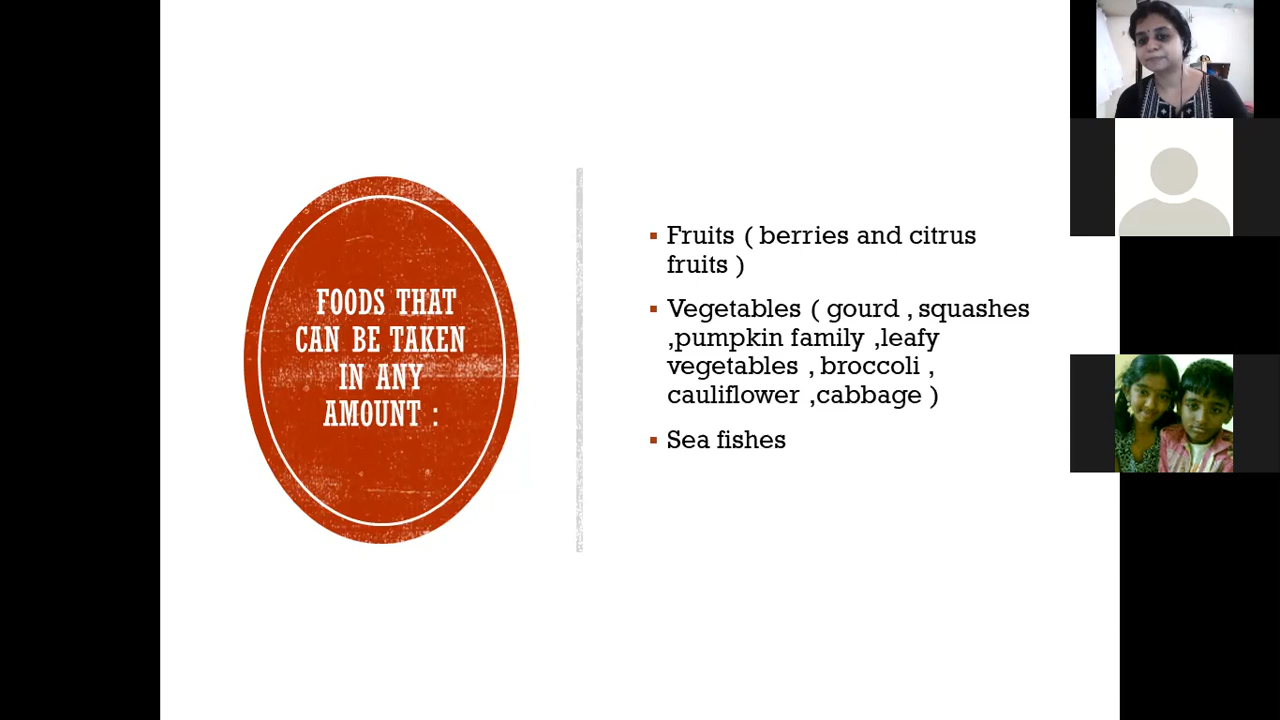 FOODS THAT
CAN BE TAKEN
IN ANY
AMOUNT :
Fruits ( berries and citrus
fruits )
Vegetables ( gourd , squashes
,pumpkin family ,leafy
vegetables , broccoli ,
cauliflower ,cabbage )
Sea fishes